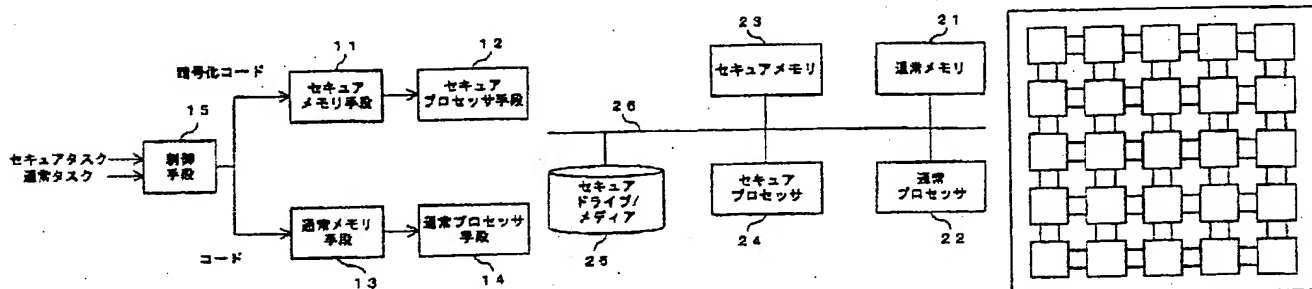 11
12
暗号化コード
セキュア
メモリ手段
セキュア
プロセッサ手段
15
セキュアタスク
通常タスク
制御
手段
通常メモリ
手段
通常プロセッサ
手段
コード
13
14
23
21
セキュアメモリ
通常メモリ
26
セキュア
ドライブ/
メディア
セキュア
プロセッサ
通常
プロセッサ
25
24
22